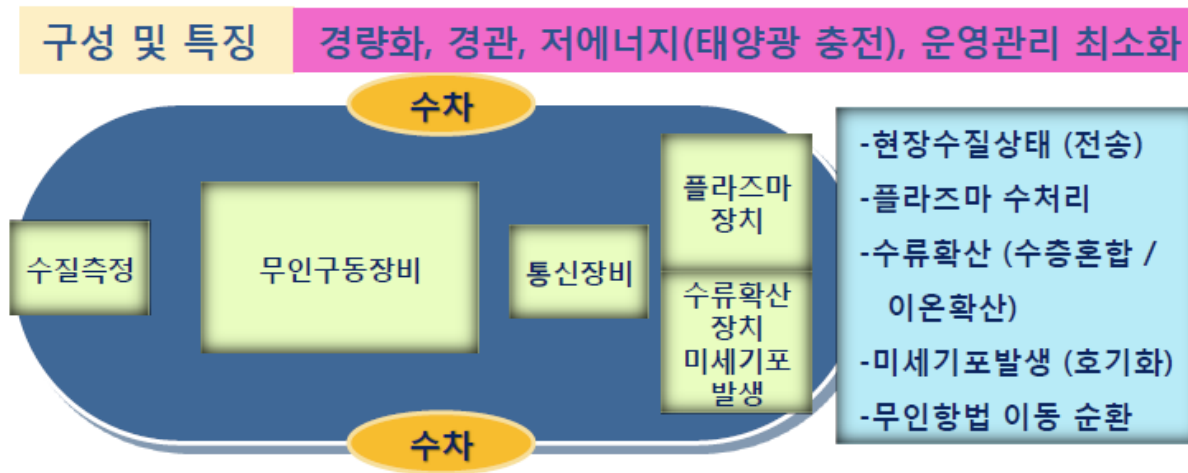 구성 및 특징
경량화, 경관, 저에너지(태양광 충전), 운영관리 최소화
수차
수질측정
무인구동장비
통신장비
플라즈마
장치
수류확산
장치
미세기포
발생
수차
-현장수질상태 (전송)
-플라즈마 수처리
-수류확산 (수층혼합 /
이온확산)
-미세기포발생 (호기화)
-무인항법 이동 순환